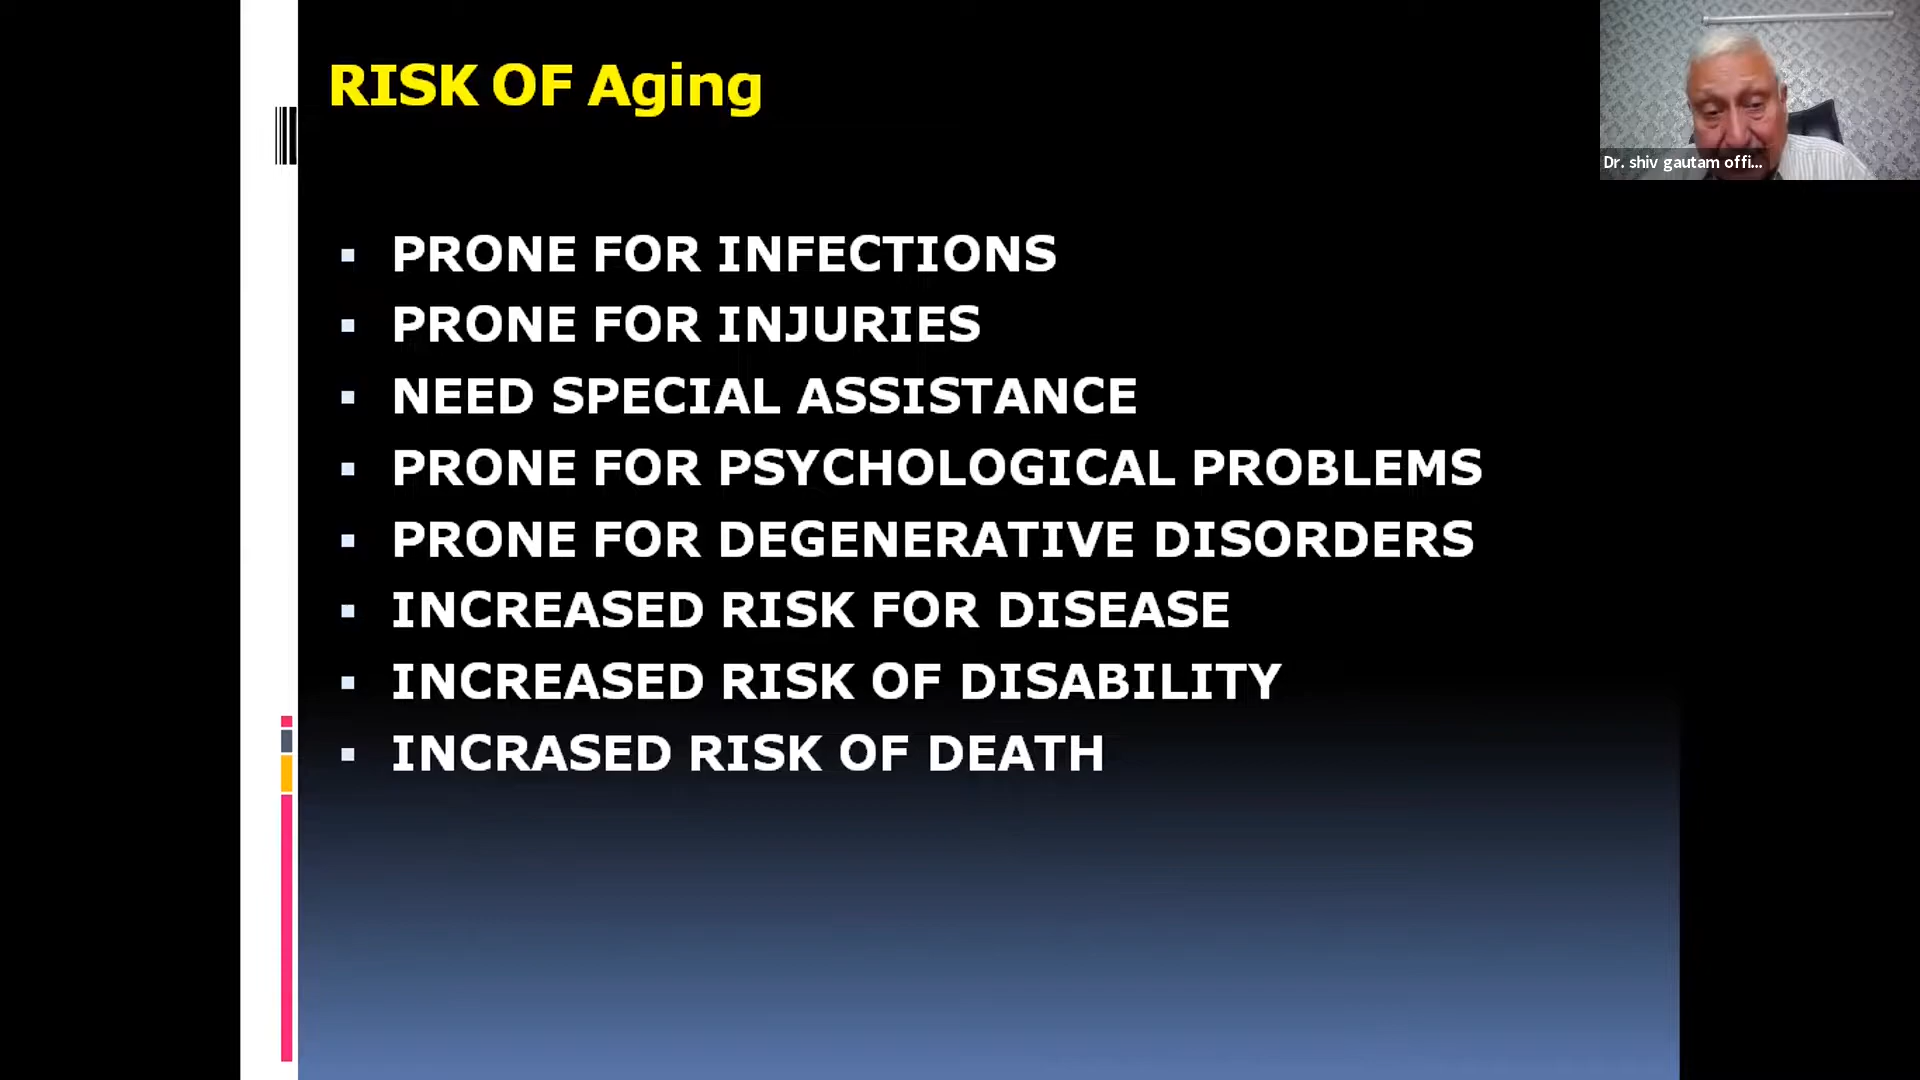 RISK OF Aging
Dr. shiv gautam offi...
PRONE FOR INFECTIONS
PRONE FOR INJURIES
NEED SPECIAL ASSISTANCE
PRONE FOR PSYCHOLOGICAL PROBLEMS
PRONE FOR DEGENERATIVE DISORDERS
INCREASED RISK FOR DISEASE
INCREASED RISK OF DISABILITY
INCRASED RISK OF DEATH